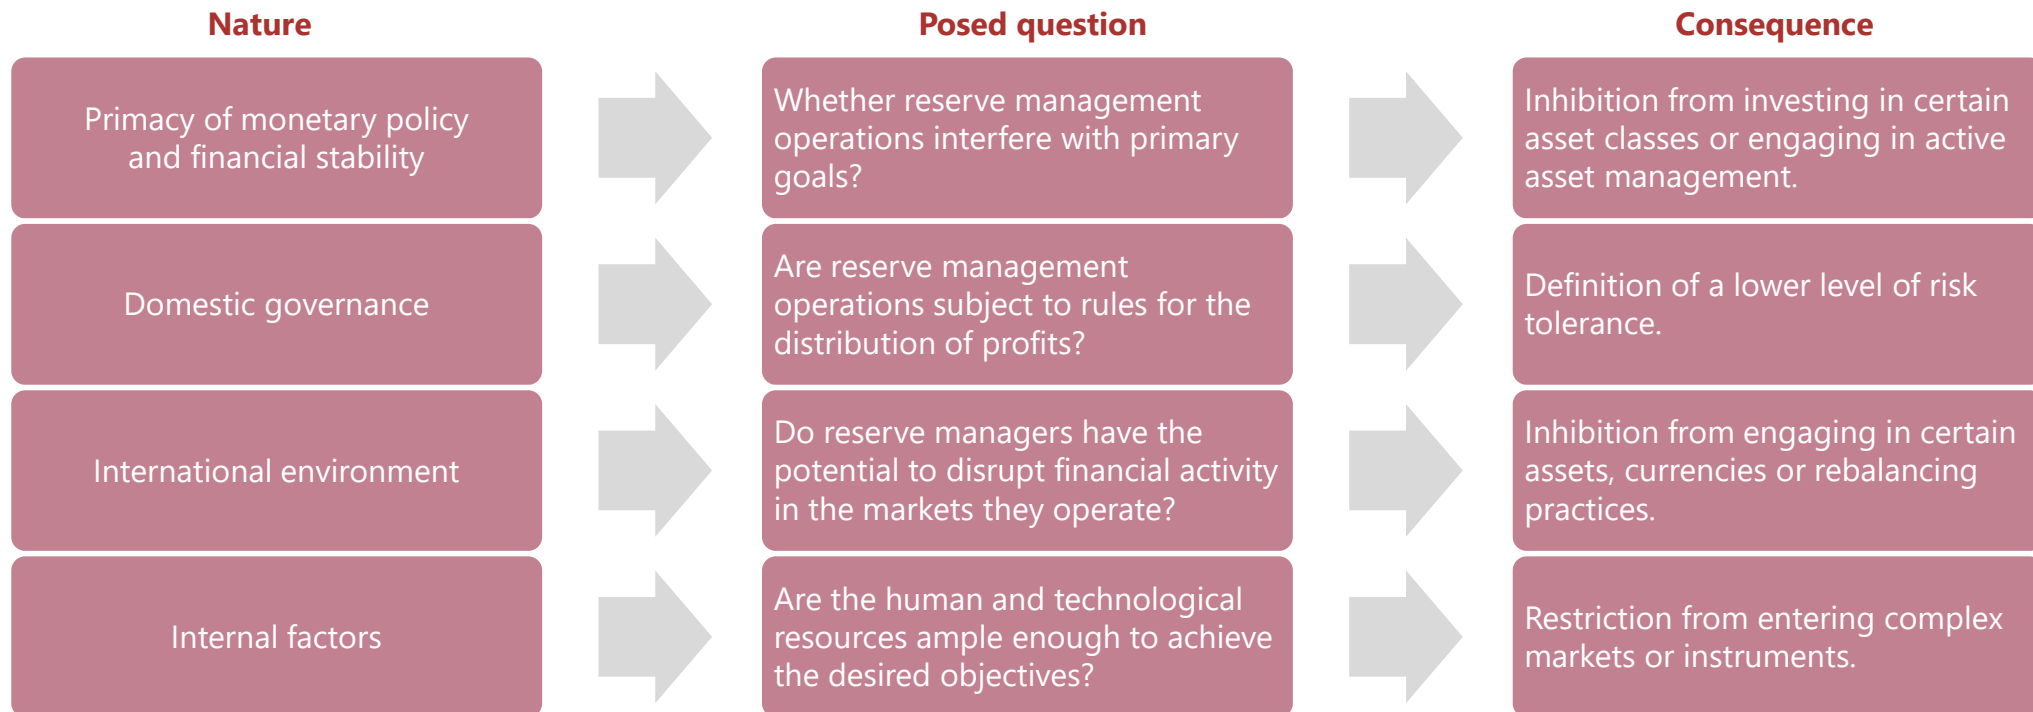 Nature
Posed question
Consequence
Primacy of monetary policy
and financial stability
Whether reserve management
operations interfere with primary
goals?
Inhibition from investing in certain
asset classes or engaging in active
asset management.
Domestic governance
Are reserve management
operations subject to rules for the
distribution of profits?
Definition of a lower level of risk
tolerance.
International environment
Do reserve managers have the
potential to disrupt financial activity
in the markets they operate?
Inhibition from engaging in certain
assets, currencies or rebalancing
practices.
Internal factors
Are the human and technological
resources ample enough to achieve
the desired objectives?
Restriction from entering complex
markets or instruments.